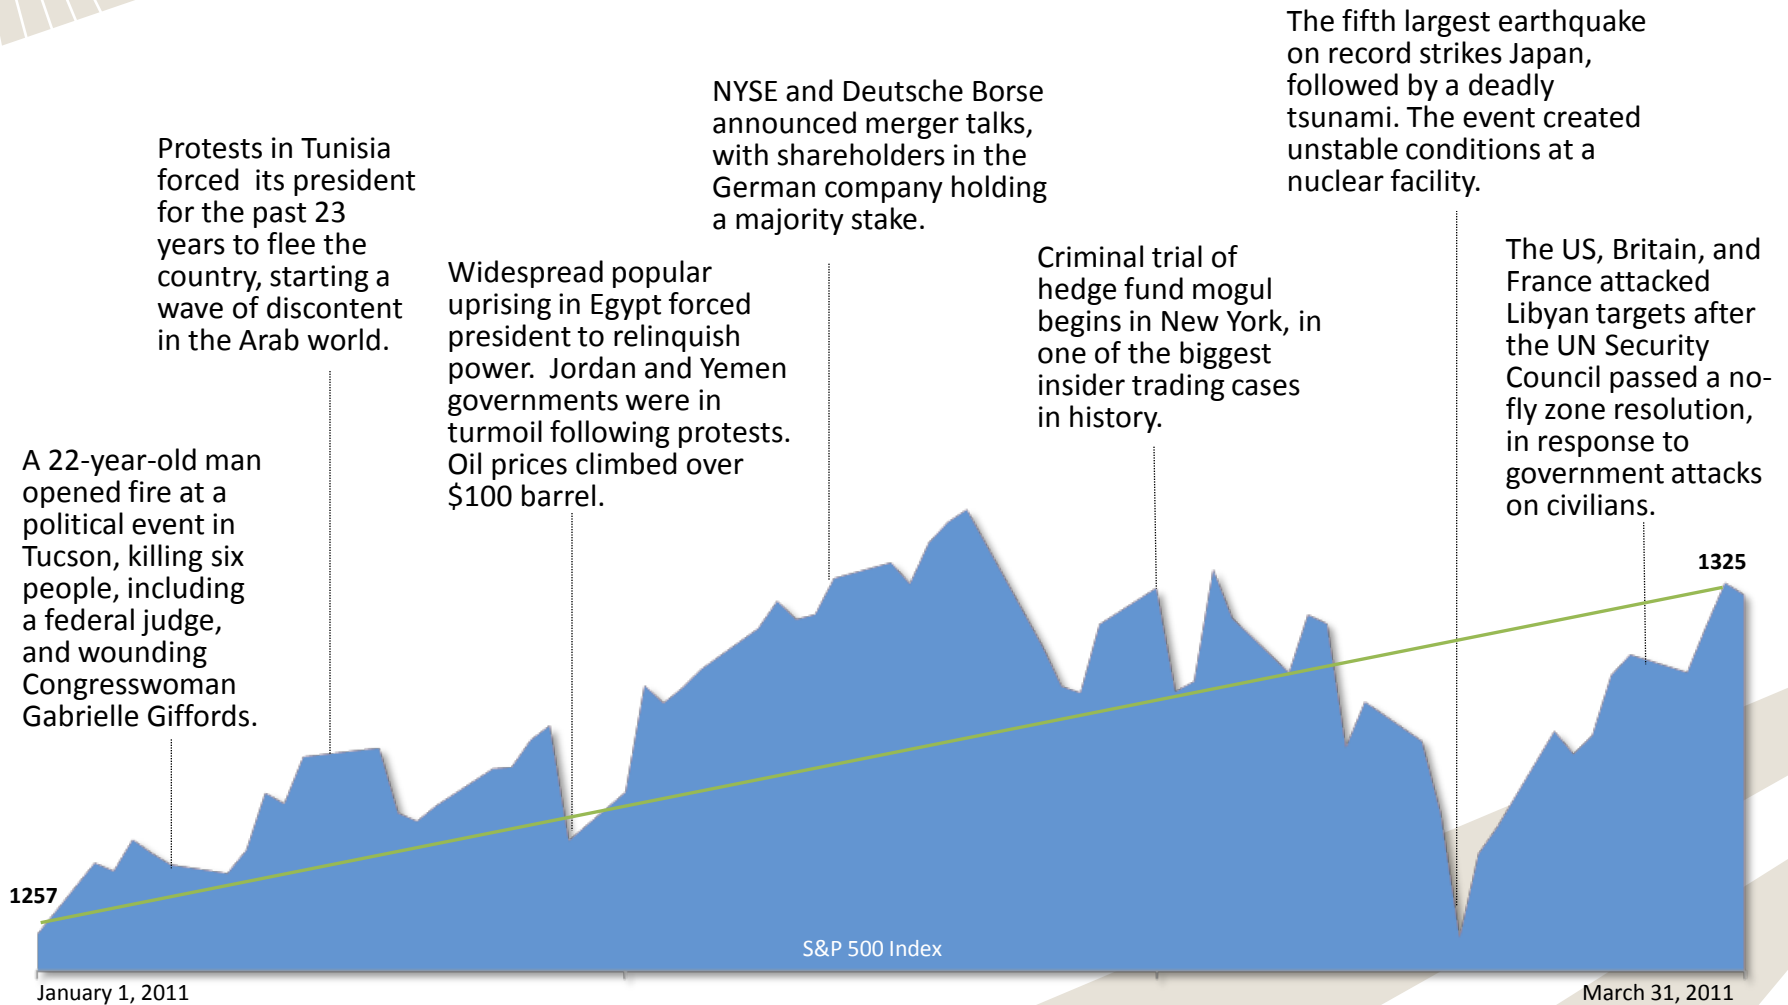 The fifth largest earthquake
on record strikes Japan,
followed by a deadly
tsunami. The event created
unstable conditions at a
nuclear facility.
NYSE and Deutsche Borse
announced merger talks,
with shareholders in the
German company holding
a majority stake.
Protests in Tunisia
forced  its president
for the past 23
years to flee the
country, starting a
wave of discontent
in the Arab world.
Widespread popular
uprising in Egypt forced
president to relinquish
power.  Jordan and Yemen
governments were in
turmoil following protests.
Oil prices climbed over
$100 barrel.
Criminal trial of
hedge fund mogul
begins in New York, in
one of the biggest
insider trading cases
in history.
The US, Britain, and
France attacked
Libyan targets after
the UN Security
Council passed a no-
fly zone resolution,
in response to
government attacks
on civilians.
A 22-year-old man
opened fire at a
political event in
Tucson, killing six
people, including
a federal judge,
and wounding
Congresswoman
Gabrielle Giffords.
1325
1257
S&P 500 Index
January 1, 2011
March 31, 2011